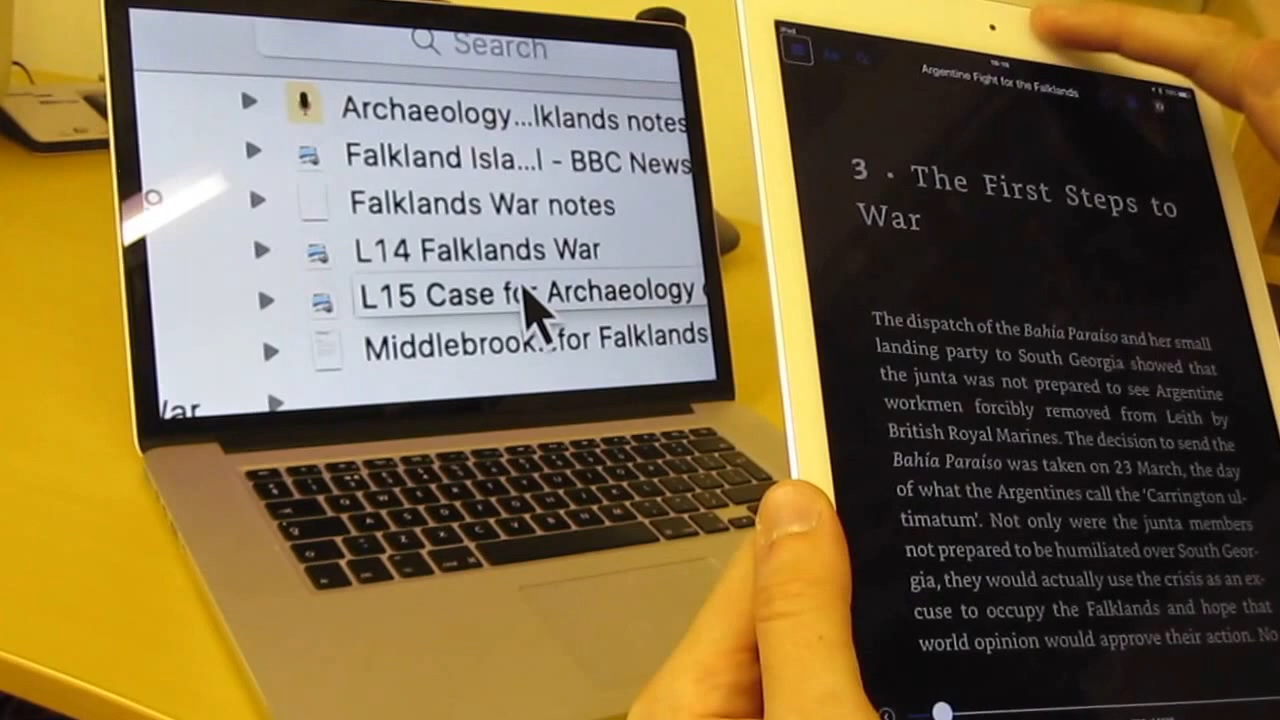 Search
Archaeology...lklands notes
Falkland Isla...l - BBC News
Falklands War notes
L14 Falklands War
L15 Case for Archaeology
Middlebrook...for Falklands
iPad
Argentine Fight for the Falklands
3 . The First Steps to
War
The dispatch of the Bahía Paraíso and her small
landing party to South Georgia showed that
the junta was not prepared to see Argentine
workmen forcibly removed from Leith by
British Royal Marines. The decision to send the
Bahía Paraíso was taken on 23 March, the day
of what the Argentines call the 'Carrington ul-
timatum'. Not only were the junta members
not prepared to be humiliated over South Geor-
gia, they would actually use the crisis as an ex-
cuse to occupy the Falklands and hope that
world opinion would approve their action. No